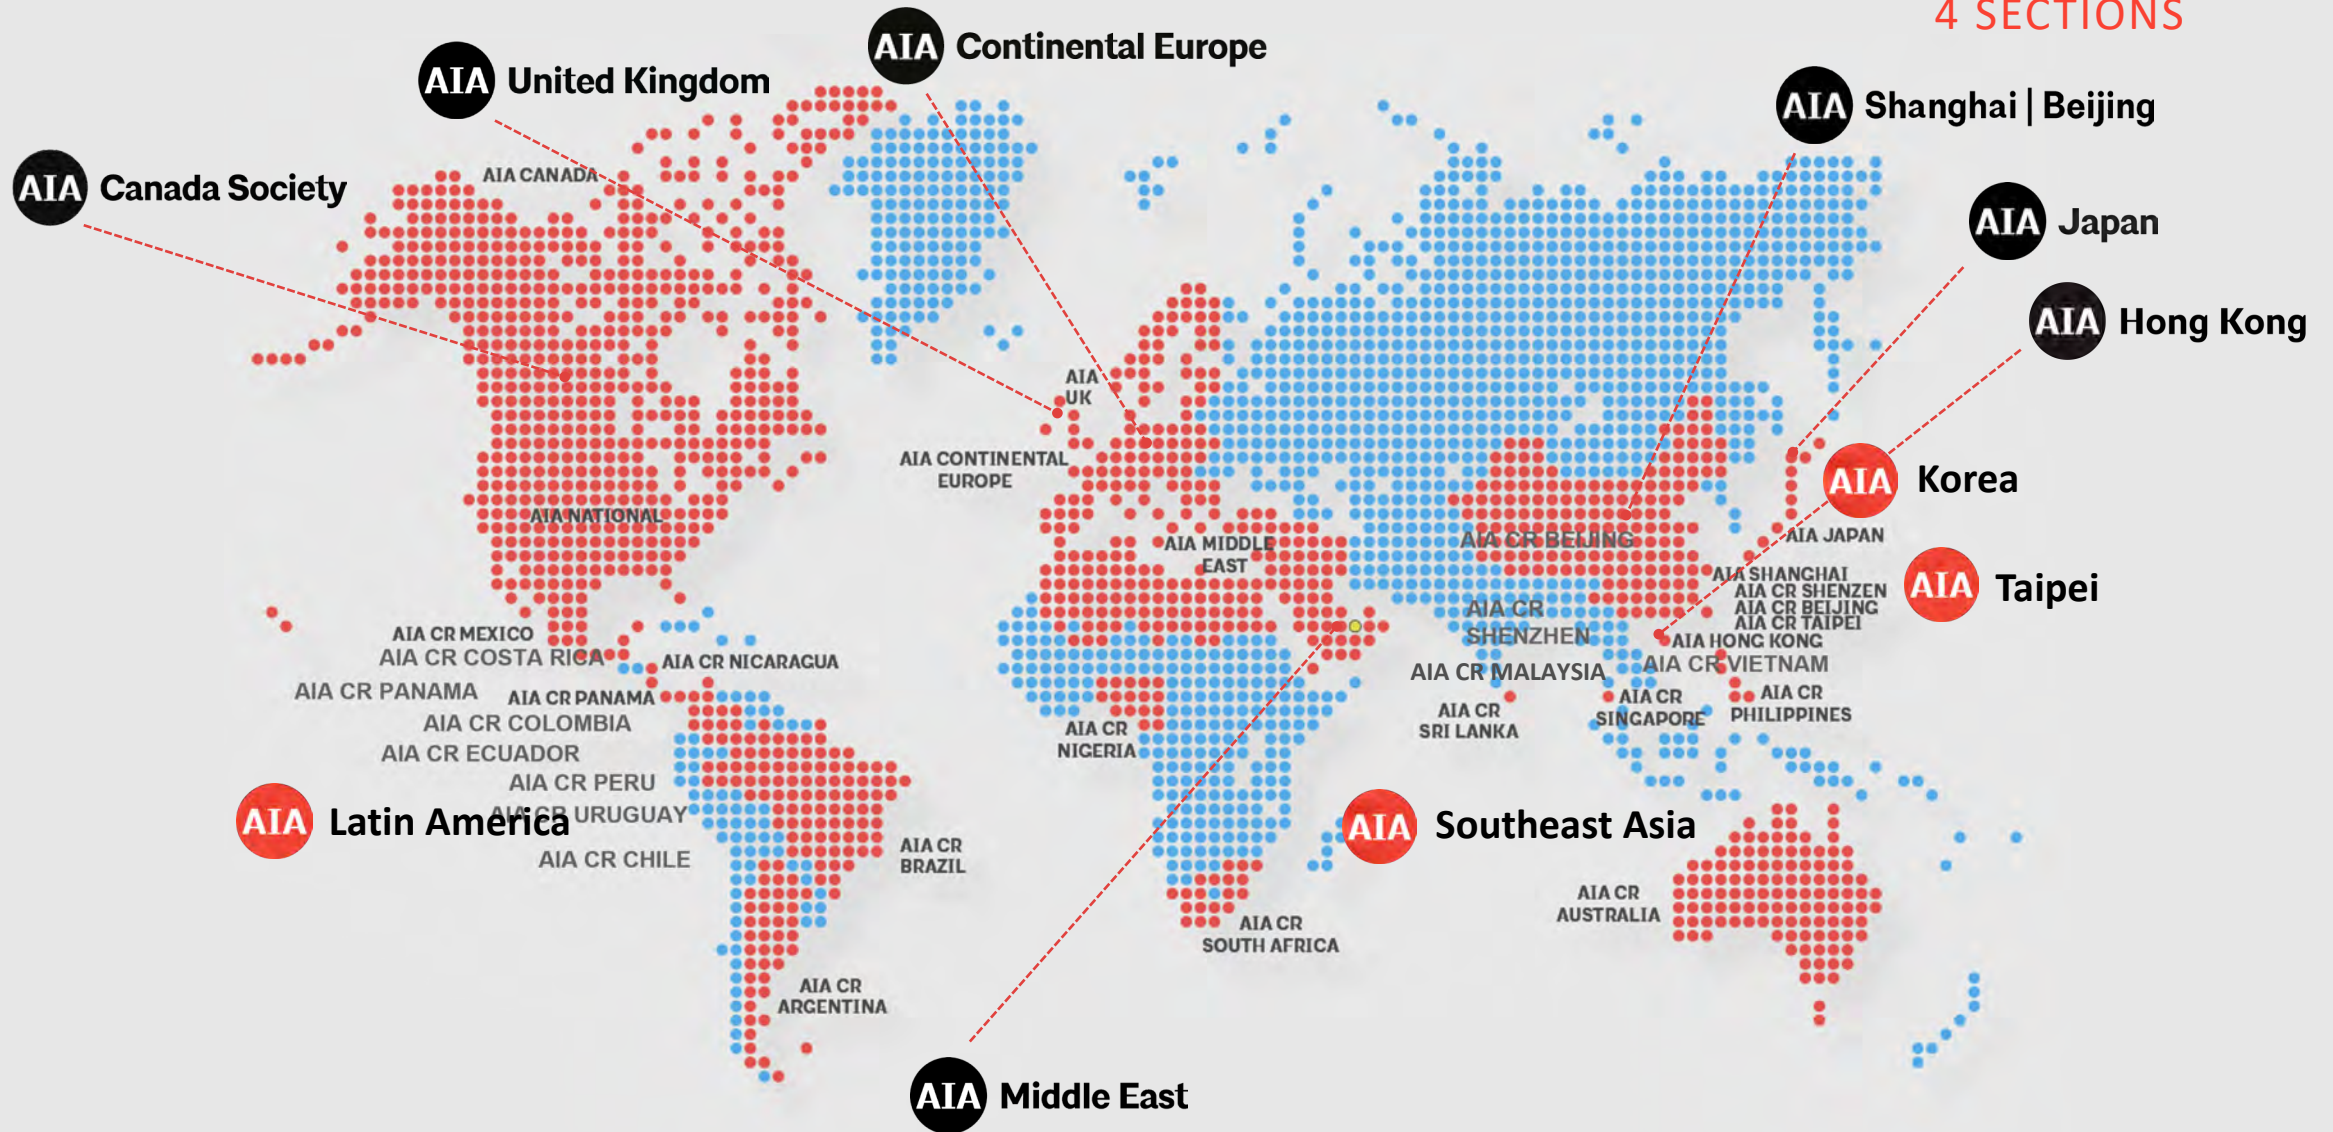 4 SECTIONS
AIA Continental Europe
AIA United Kingdom
AIA Shanghai | Beijing
AIA Canada Society
AIA CANADA
AIA Japan
AIA Hong Kong
AIA
UK
AIA CONTINENTAL
EUROPE
AIA Korea
AIA NATIONAL
AIA MIDDLE
EAST
AIA CR BEIJING
AIA JAPAN
AIA SHANGHAI
AIA CR SHENZEN
AIA CR BEIJING
AIA CR TAIPEI
AIA Taipei
AIA CR
SHENZHEN
AIA HONG KONG
AIA CR MEXICO
AIA CR COSTA RICA
AIA CR NICARAGUA
AIA CR MALAYSIA
AIA CR VIETNAM
AIA CR PANAMA
AIA CR PANAMA
AIA CR COLOMBIA
AIA CR
NIGERIA
AIA CR
SRI LANKA
AIA CR
SINGAPORE
AIA CR
PHILIPPINES
AIA CR ECUADOR
AIA CR PERU
AIA CR URUGUAY
AIA Latin America
AIA CR CHILE
AIA CR
BRAZIL
AIA Southeast Asia
AIA CR
AUSTRALIA
AIA CR
SOUTH AFRICA
AIA CR
ARGENTINA
AIA Middle East